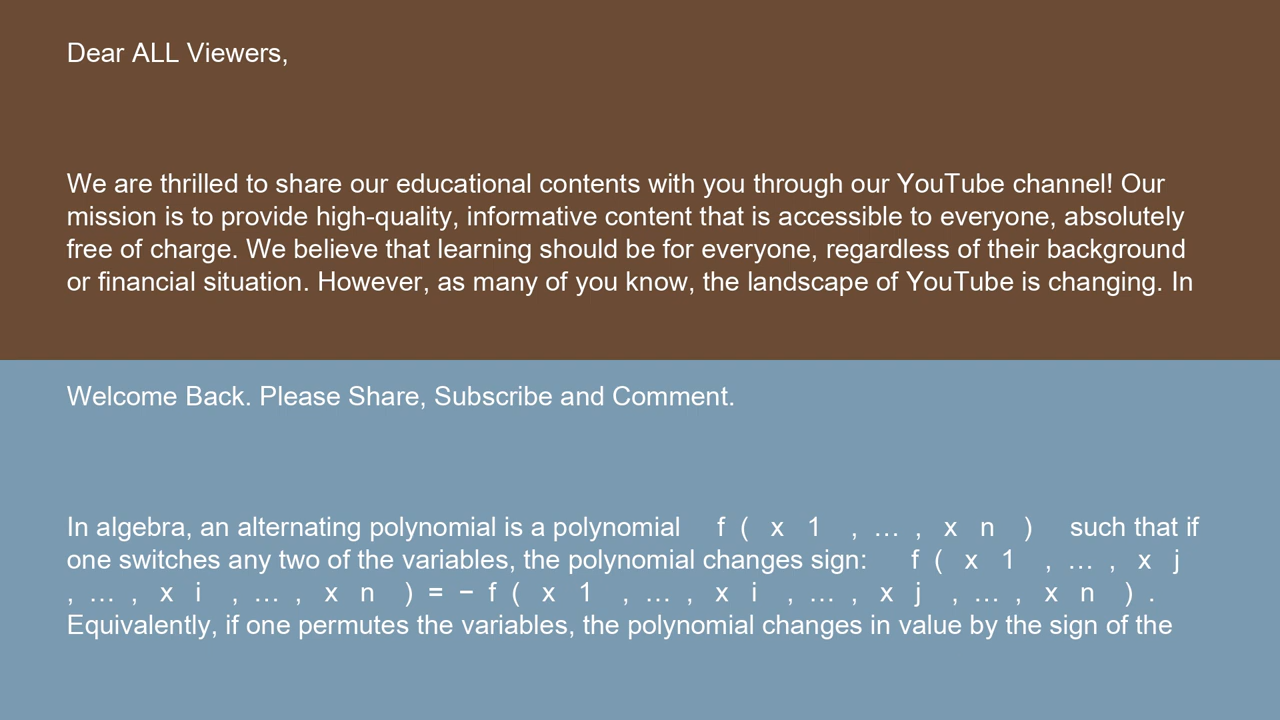 Dear ALL Viewers,
We are thrilled to share our educational contents with you through our YouTube channel! Our
mission is to provide high-quality, informative content that is accessible to everyone, absolutely
free of charge. We believe that learning should be for everyone, regardless of their background
or financial situation. However, as many of you know, the landscape of YouTube is changing. In
Welcome Back. Please Share, Subscribe and Comment.
In algebra, an alternating polynomial is a polynomial f ( x 1 , … , x n ) such that if
one switches any two of the variables, the polynomial changes sign: f ( x 1 , … , x j
, … , x i , … , x n ) = − f ( x 1 , … , x i , … , x j , … , x n ) .
Equivalently, if one permutes the variables, the polynomial changes in value by the sign of the